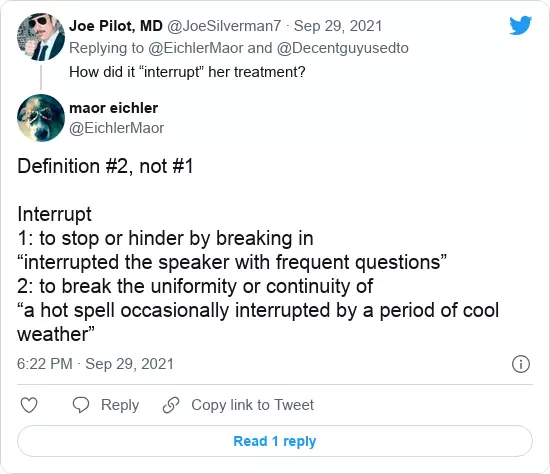 Joe Pilot, MD @JoeSilverman7 · Sep 29, 2021
Replying to @EichlerMaor and @Decentguyusedto
How did it “interrupt” her treatment?
maor eichler
@EichlerMaor
Definition #2, not #1
Interrupt
1: to stop or hinder by breaking in
“interrupted the speaker with frequent questions”
2: to break the uniformity or continuity of
“a hot spell occasionally interrupted by a period of cool
weather”
6:22 PM · Sep 29, 2021
Reply Copy link to Tweet
Read 1 reply